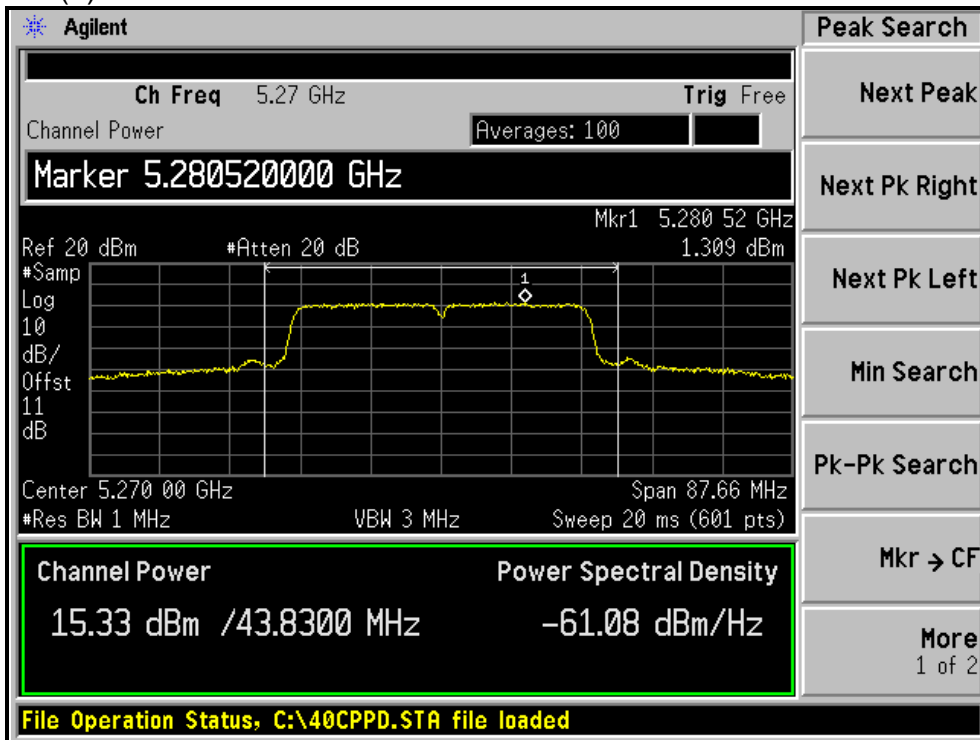 Agilent
Peak Search
Ch Freq 5.27 GHz Trig Free
Channel Power Averages: 100
Marker 5.280520000 GHz
Mkr1 5.280 52 GHz
Ref 20 dBm #Atten 20 dB 1.309 dBm
#Samp
Log
10
dB/
Offst
11
dB
1
Center 5.270 00 GHz Span 87.66 MHz
#Res BW 1 MHz VBW 3 MHz Sweep 20 ms (601 pts)
Channel Power Power Spectral Density
15.33 dBm /43.8300 MHz -61.08 dBm/Hz
File Operation Status, C:\40CPPD.STA file loaded
Next Peak
Next Pk Right
Next Pk Left
Min Search
Pk-Pk Search
Mkr → CF
More
1 of 2